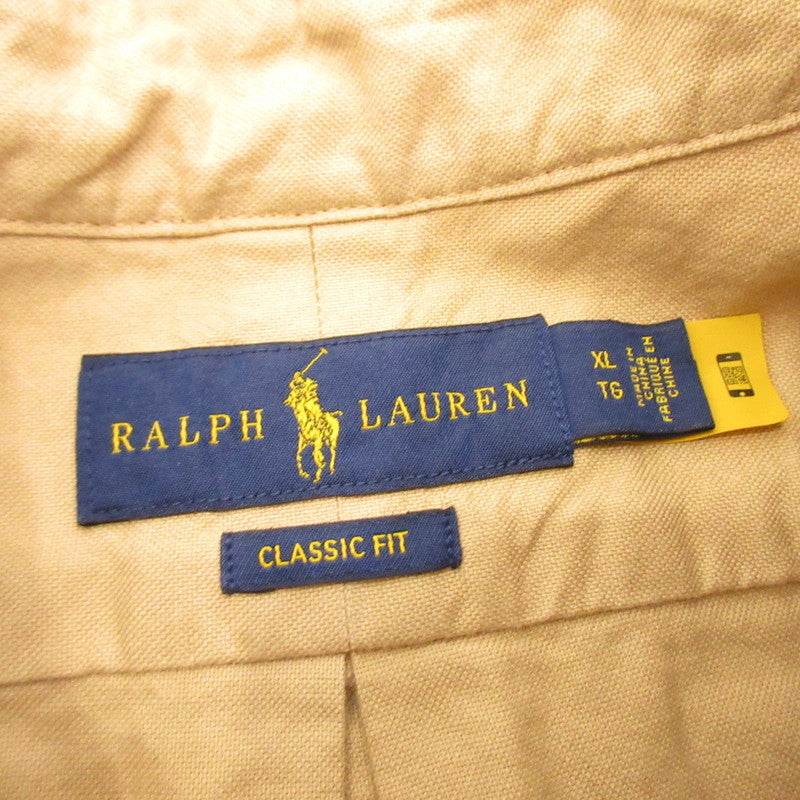 RALPH LAUREN
XL
TG
MADE IN
CHINA
FABRIQUÉ EN
CHINE
CLASSIC FIT